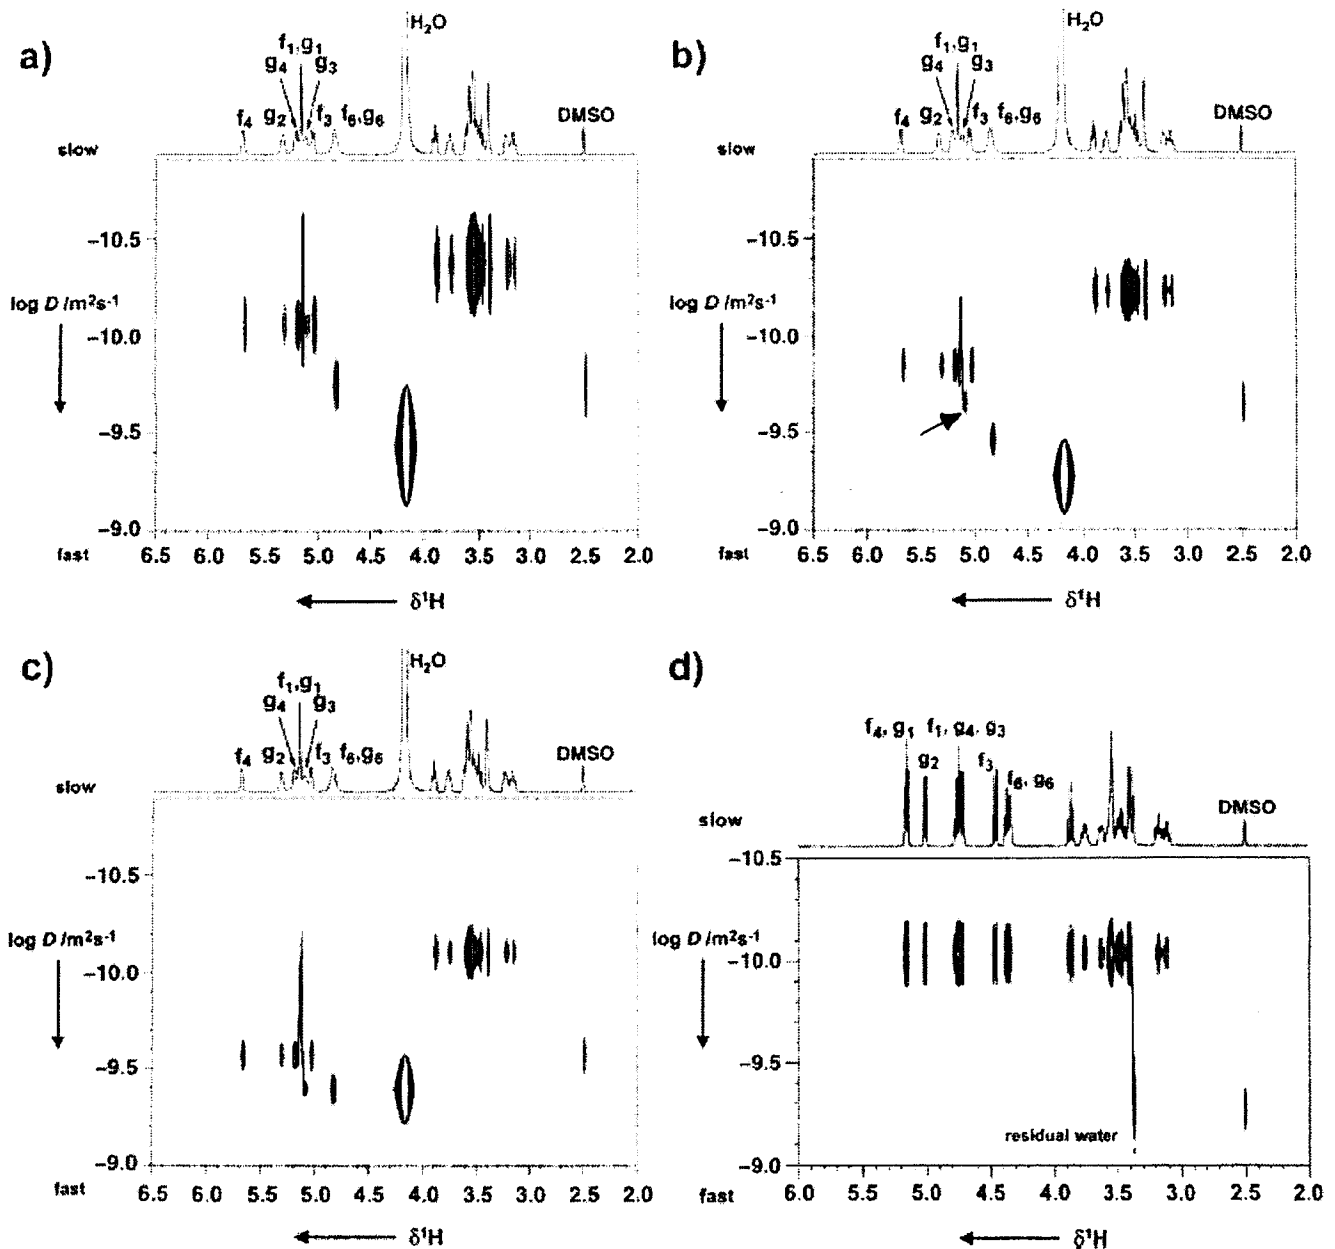 a)
H₂O
f₁,g₁
g₄ g₃
f₄ g₂ f₃ f₆,g₆
DMSO
slow
−10.5
log D /m²s⁻¹
−10.0
−9.5
−9.0
fast
6.5 6.0 5.5 5.0 4.5 4.0 3.5 3.0 2.5 2.0
δ¹H
b)
H₂O
f₁,g₁
g₄ g₃
f₄ g₂ f₃ f₆,g₆
DMSO
slow
−10.5
log D /m²s⁻¹
−10.0
−9.5
−9.0
fast
6.5 6.0 5.5 5.0 4.5 4.0 3.5 3.0 2.5 2.0
δ¹H
c)
H₂O
f₁,g₁
g₄ g₃
f₄ g₂ f₃ f₆,g₆
DMSO
slow
−10.5
log D /m²s⁻¹
−10.0
−9.5
−9.0
fast
6.5 6.0 5.5 5.0 4.5 4.0 3.5 3.0 2.5 2.0
δ¹H
d)
f₄, g₁ f₁, g₄, g₃
g₂ f₃ f₆, g₆
DMSO
slow
−10.5
log D /m²s⁻¹
−10.0
−9.5
residual water
−9.0
fast
6.0 5.5 5.0 4.5 4.0 3.5 3.0 2.5 2.0
δ¹H